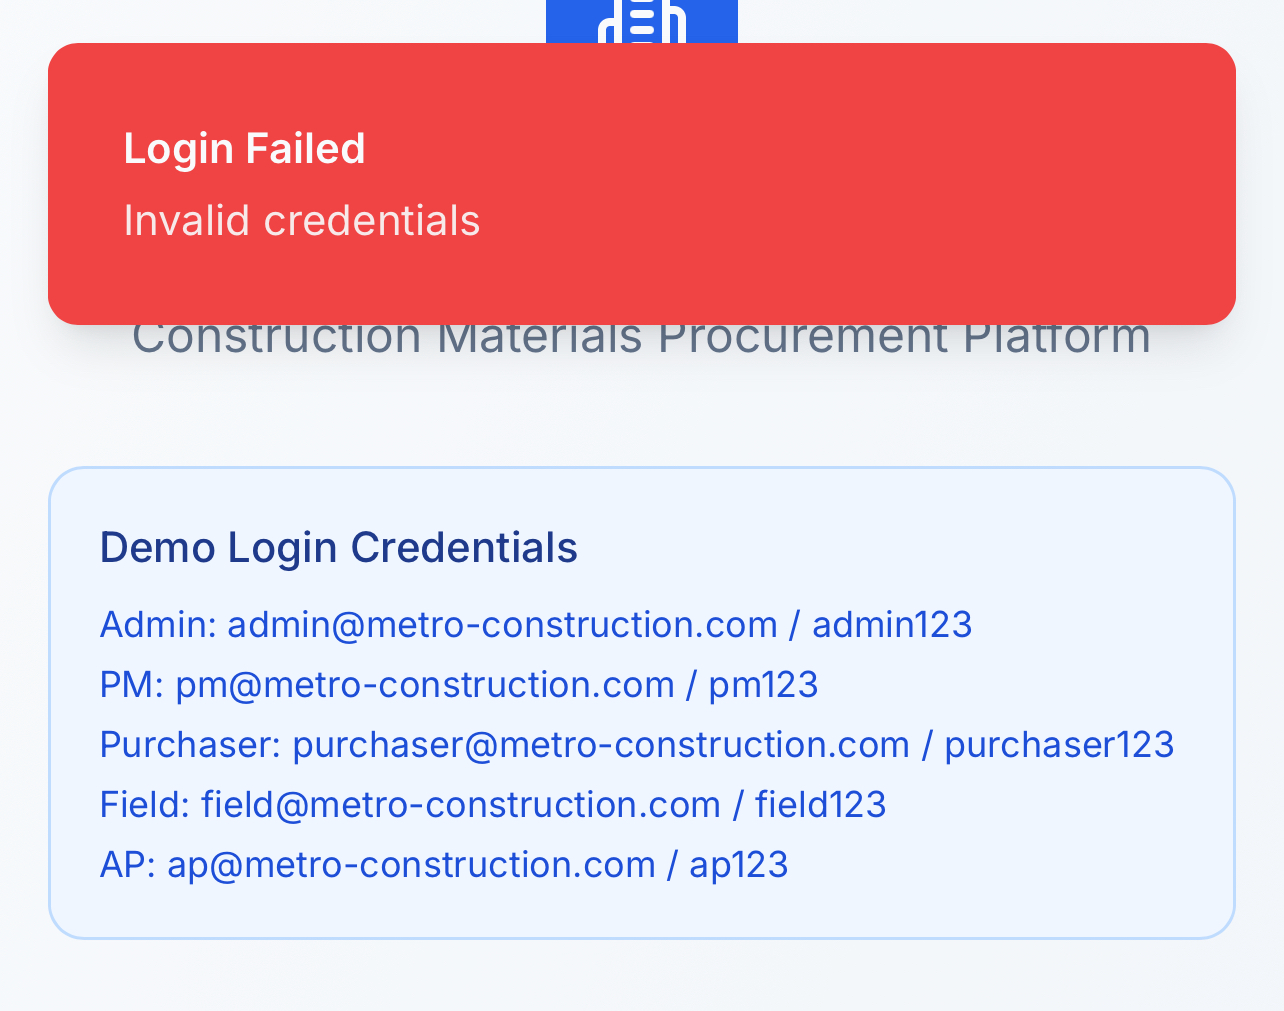 Login Failed
Invalid credentials
Construction Materials Procurement Platform
Demo Login Credentials
Admin: admin@metro-construction.com / admin123
PM: pm@metro-construction.com / pm123
Purchaser: purchaser@metro-construction.com / purchaser123
Field: field@metro-construction.com / field123
AP: ap@metro-construction.com / ap123